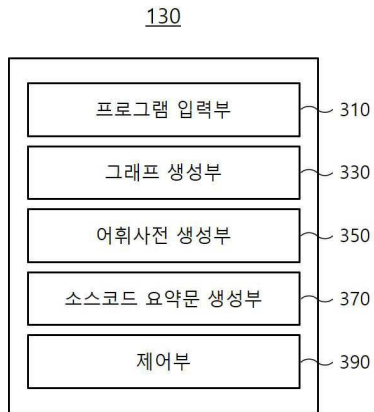 130
프로그램 입력부 310
그래프 생성부 330
어휘사전 생성부 350
소스코드 요약문 생성부 370
제어부 390